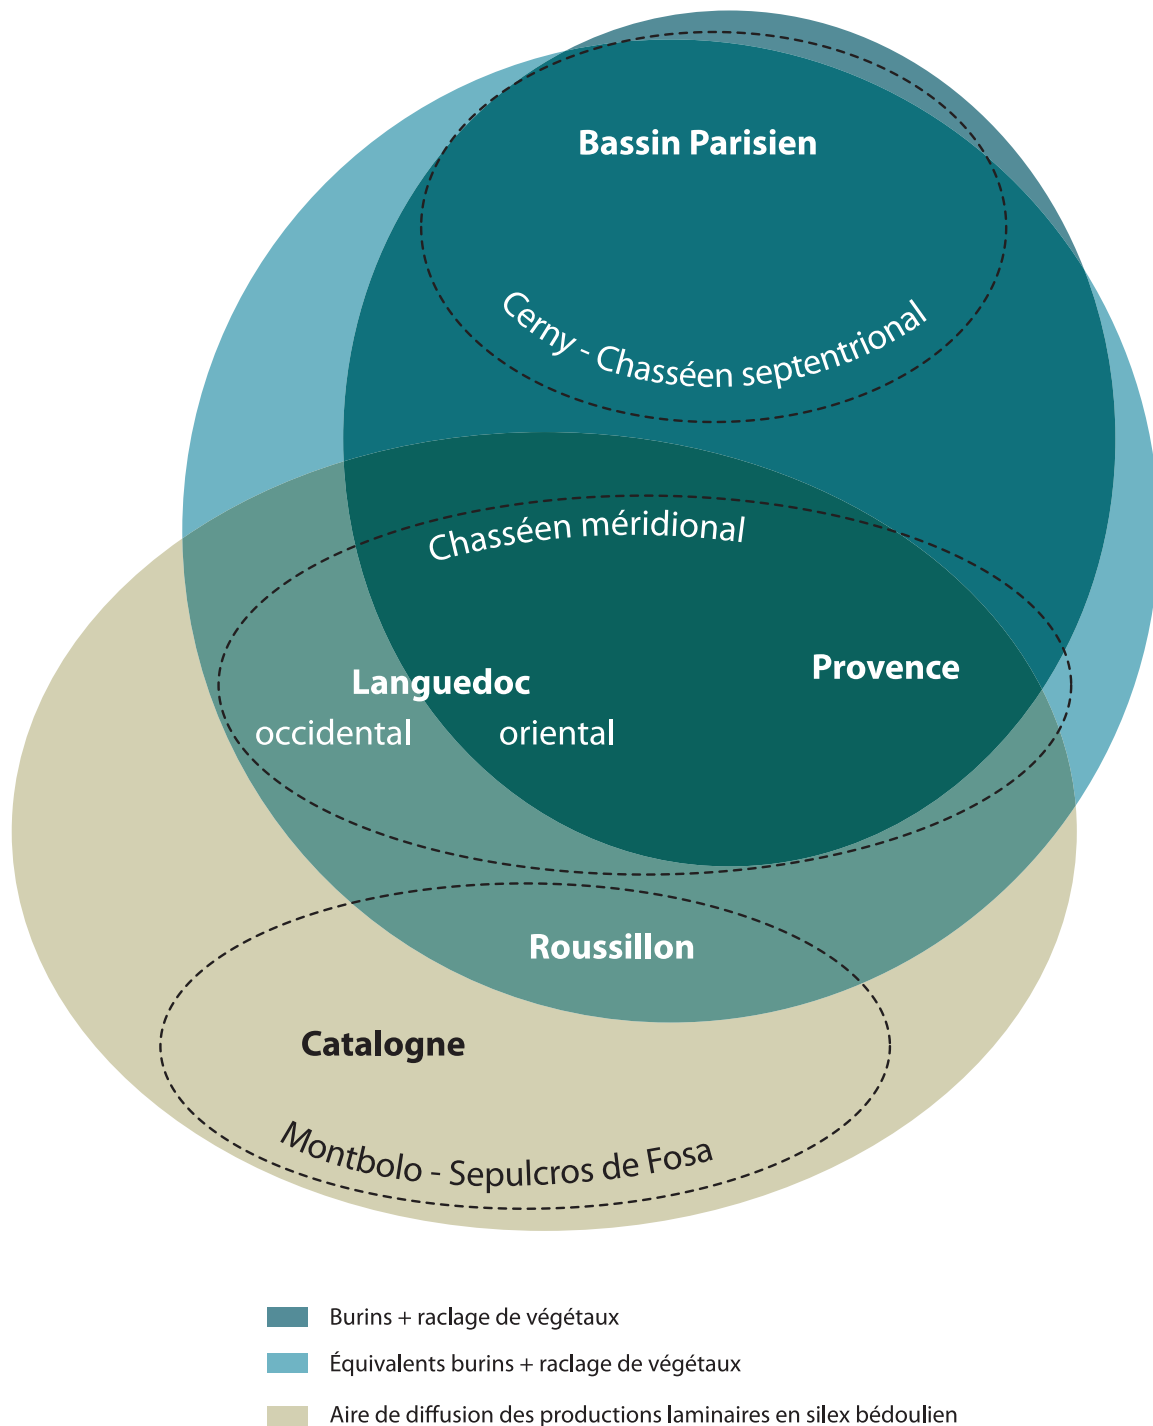 Bassin Parisien
Cerny - Chasséen septentrional
Chasséen méridional
Provence
Languedoc
occidental oriental
Roussillon
Catalogne
Montbolo - Sepulcros de Fosa
Burins + raclage de végétaux
Équivalents burins + raclage de végétaux
Aire de diffusion des productions laminaires en silex bédoulien